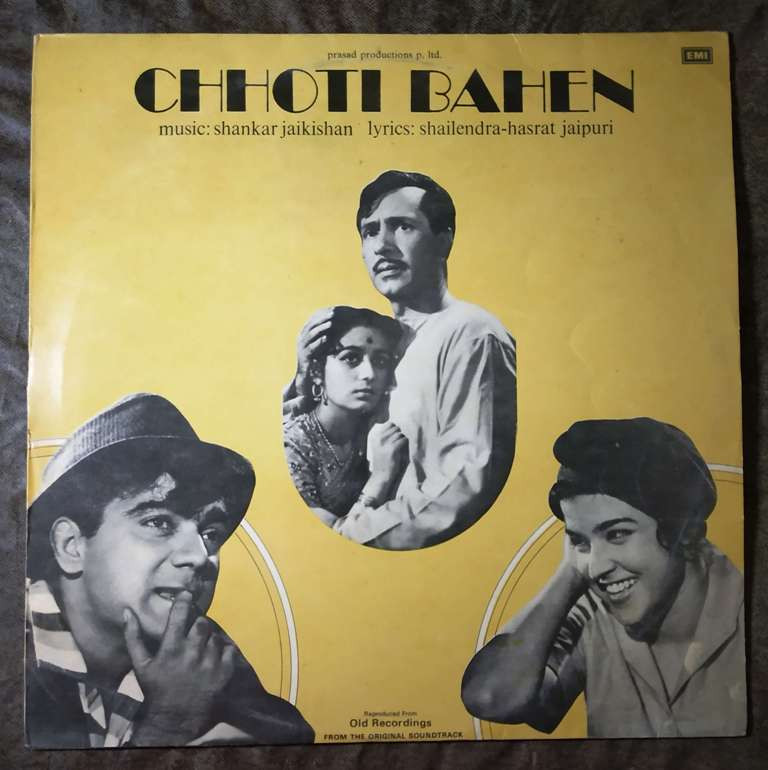 prasad productions p. ltd.
EMI
CHHOTI BAHEN
music: shankar jaikishan lyrics: shailendra-hasrat jaipuri
Reproduced From
Old Recordings
FROM THE ORIGINAL SOUNDTRACK